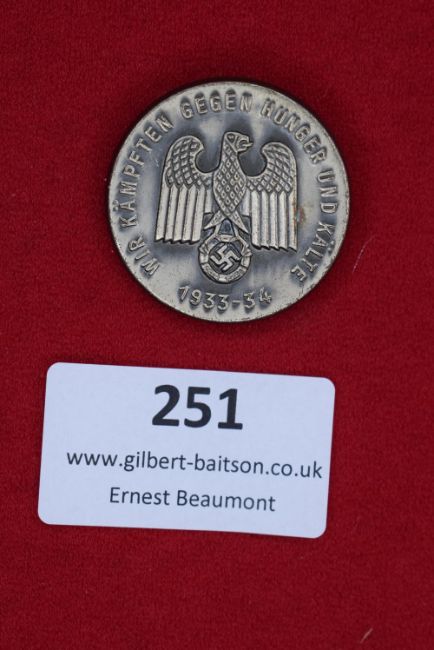 WIR KÄMPFTEN GEGEN HUNGER UND KÄLTE
1933-34
251
www.gilbert-baitson.co.uk
Ernest Beaumont